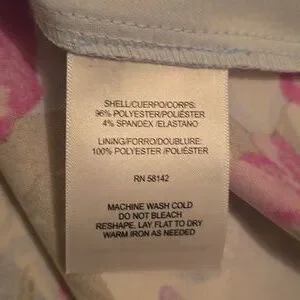 SHELL/CUERPO/CORPS:
96% POLYESTER/POLIÉSTER
4% SPANDEX /ELASTANO
LINING/FORRO/DOUBLURE:
100% POLYESTER /POLIÉSTER
RN 58142
MACHINE WASH COLD
DO NOT BLEACH
RESHAPE, LAY FLAT TO DRY
WARM IRON AS NEEDED